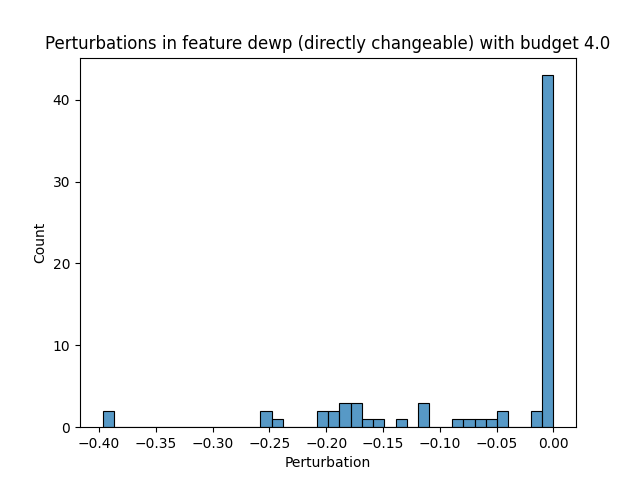 Perturbations in feature dewp (directly changeable) with budget 4.0
40
30
20
10
0
Count
−0.40 −0.35 −0.30 −0.25 −0.20 −0.15 −0.10 −0.05 0.00
Perturbation